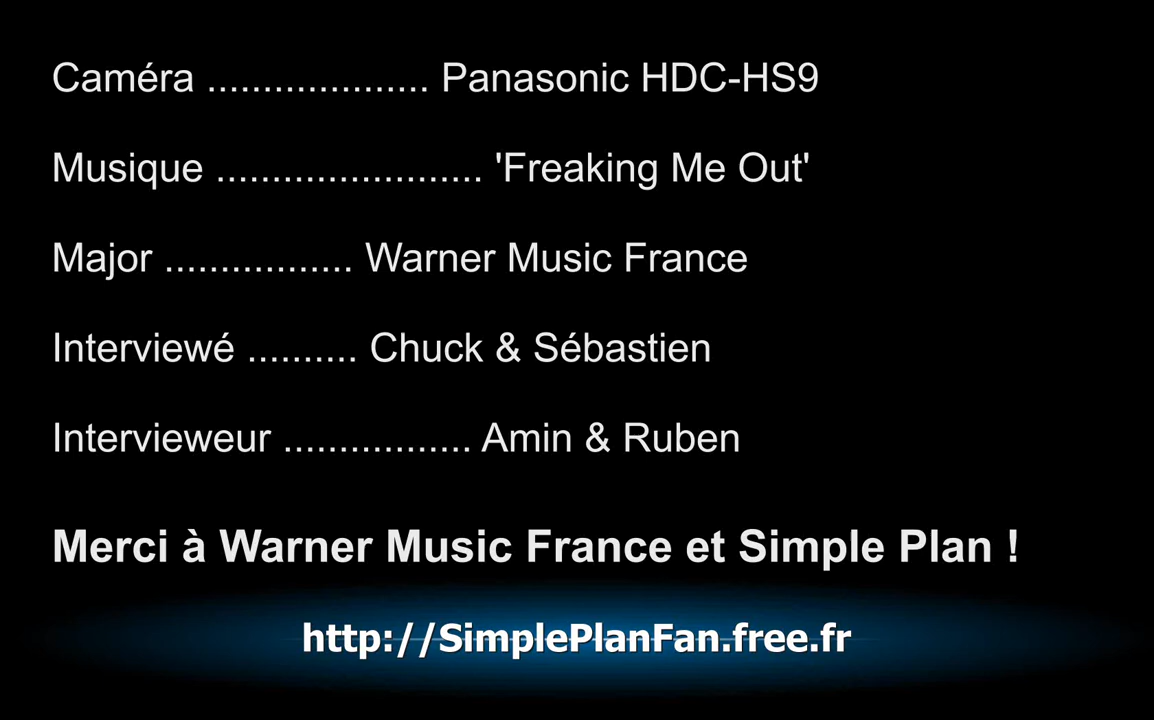 Caméra .................... Panasonic HDC-HS9
Musique ........................ 'Freaking Me Out'
Major ................. Warner Music France
Interviewé .......... Chuck & Sébastien
Intervieweur ................. Amin & Ruben
Merci à Warner Music France et Simple Plan !
http://SimplePlanFan.free.fr